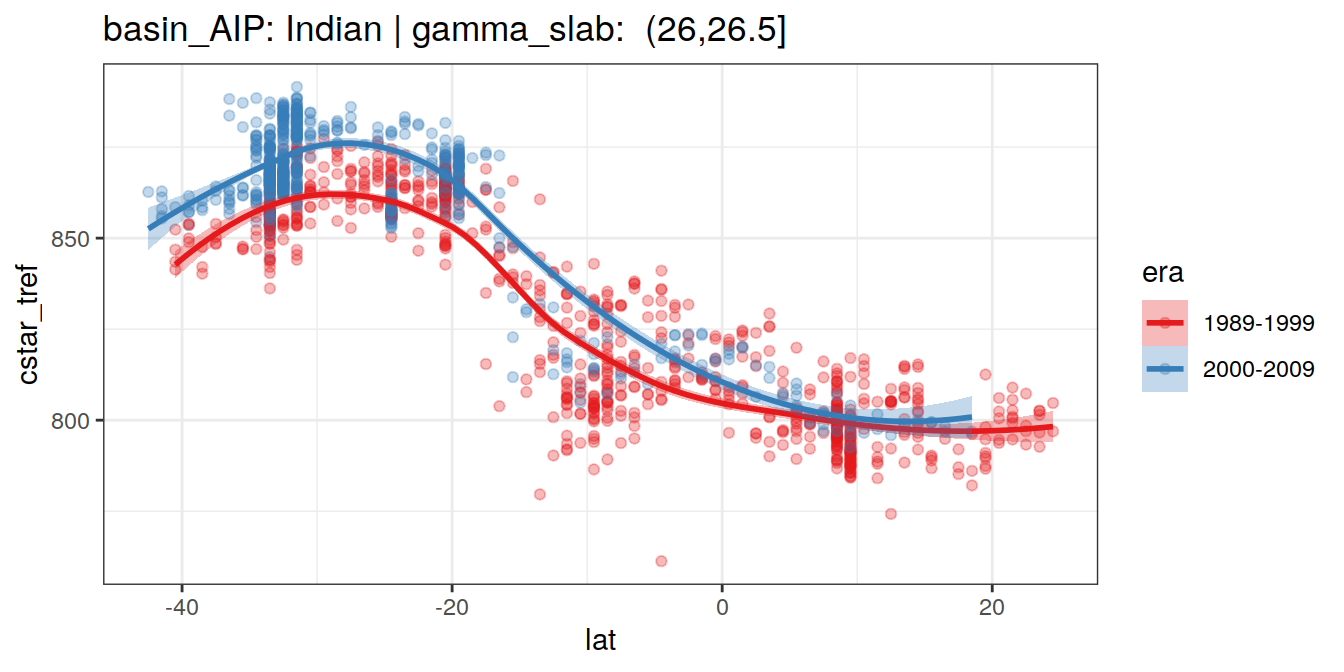 basin_AIP: Indian | gamma_slab:  (26,26.5]
cstar_tref
850
800
-40
-20
0
20
lat
era
1989-1999
2000-2009